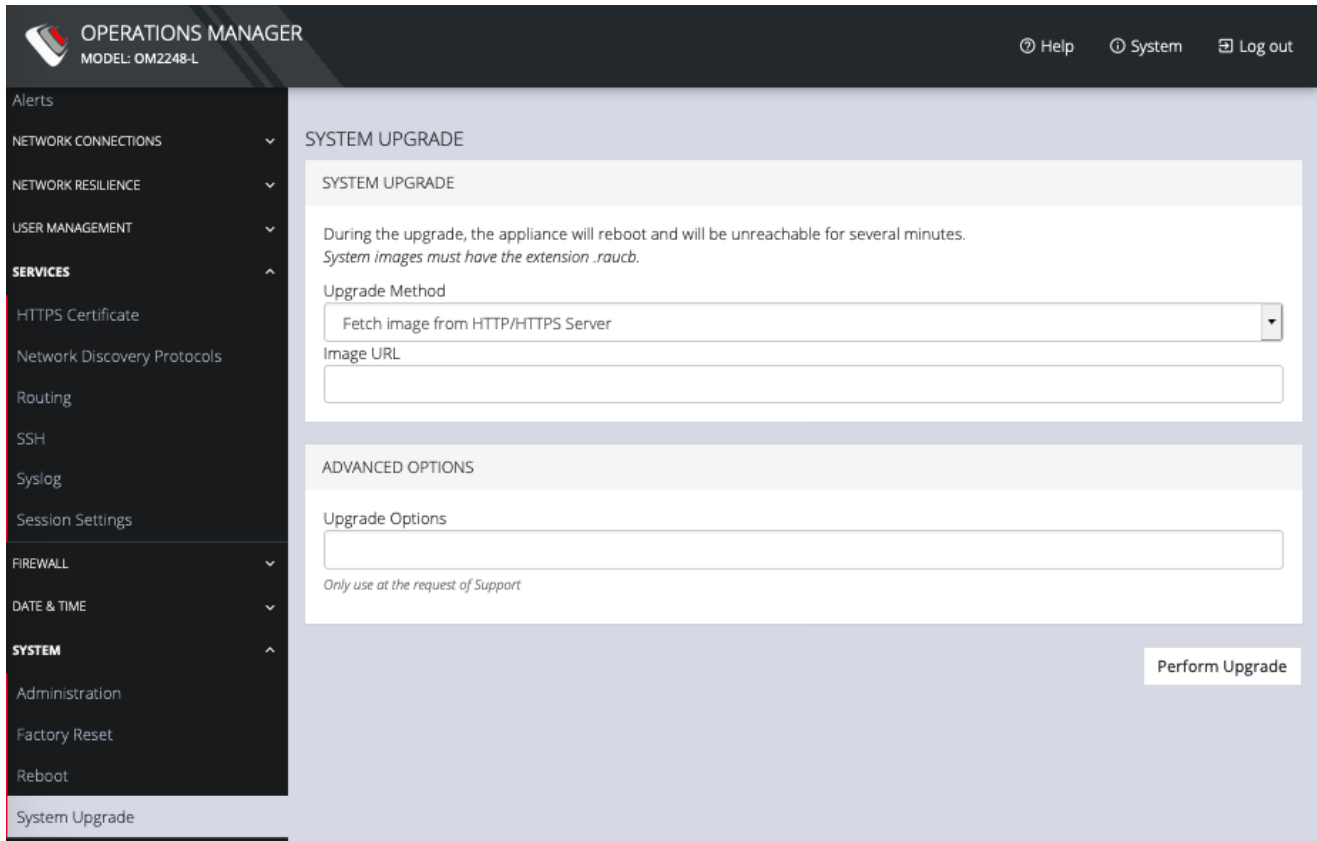 OPERATIONS MANAGER
MODEL: OM2248-L
Help
System
Log out
Alerts
NETWORK CONNECTIONS
NETWORK RESILIENCE
USER MANAGEMENT
SERVICES
HTTPS Certificate
Network Discovery Protocols
Routing
SSH
Syslog
Session Settings
FIREWALL
DATE & TIME
SYSTEM
Administration
Factory Reset
Reboot
System Upgrade
SYSTEM UPGRADE
SYSTEM UPGRADE
During the upgrade, the appliance will reboot and will be unreachable for several minutes.
System images must have the extension .raucb.
Upgrade Method
Fetch image from HTTP/HTTPS Server
Image URL
ADVANCED OPTIONS
Upgrade Options
Only use at the request of Support
Perform Upgrade